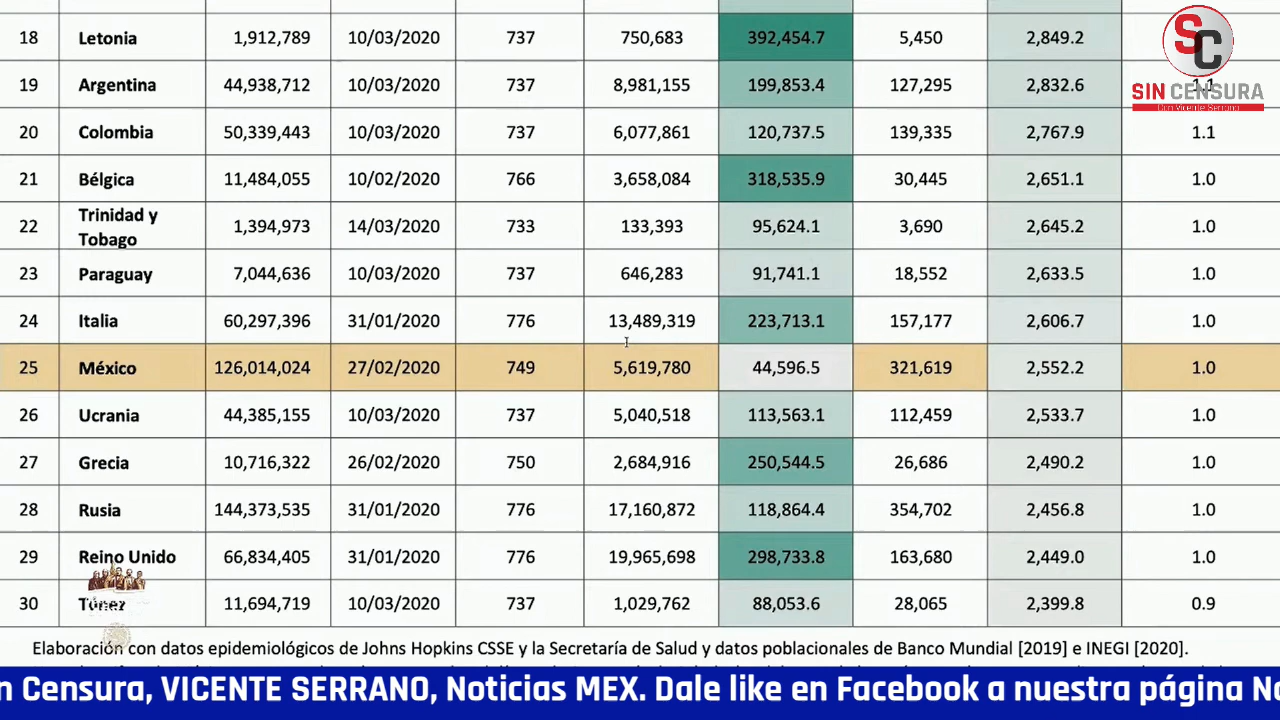 18 Letonia 1,912,789 10/03/2020 737 750,683 392,454.7 5,450 2,849.2
19 Argentina 44,938,712 10/03/2020 737 8,981,155 199,853.4 127,295 2,832.6 1.1
20 Colombia 50,339,443 10/03/2020 737 6,077,861 120,737.5 139,335 2,767.9 1.1
21 Bélgica 11,484,055 10/02/2020 766 3,658,084 318,535.9 30,445 2,651.1 1.0
22 Trinidad y Tobago 1,394,973 14/03/2020 733 133,393 95,624.1 3,690 2,645.2 1.0
23 Paraguay 7,044,636 10/03/2020 737 646,283 91,741.1 18,552 2,633.5 1.0
24 Italia 60,297,396 31/01/2020 776 13,489,319 223,713.1 157,177 2,606.7 1.0
25 México 126,014,024 27/02/2020 749 5,619,780 44,596.5 321,619 2,552.2 1.0
26 Ucrania 44,385,155 10/03/2020 737 5,040,518 113,563.1 112,459 2,533.7 1.0
27 Grecia 10,716,322 26/02/2020 750 2,684,916 250,544.5 26,686 2,490.2 1.0
28 Rusia 144,373,535 31/01/2020 776 17,160,872 118,864.4 354,702 2,456.8 1.0
29 Reino Unido 66,834,405 31/01/2020 776 19,965,698 298,733.8 163,680 2,449.0 1.0
30 Túnez 11,694,719 10/03/2020 737 1,029,762 88,053.6 28,065 2,399.8 0.9
Elaboración con datos epidemiológicos de Johns Hopkins CSSE y la Secretaría de Salud y datos poblacionales de Banco Mundial [2019] e INEGI [2020].
SC
SIN CENSURA
Con Vicente Serrano
n Censura, VICENTE SERRANO, Noticias MEX. Dale like en Facebook a nuestra página No